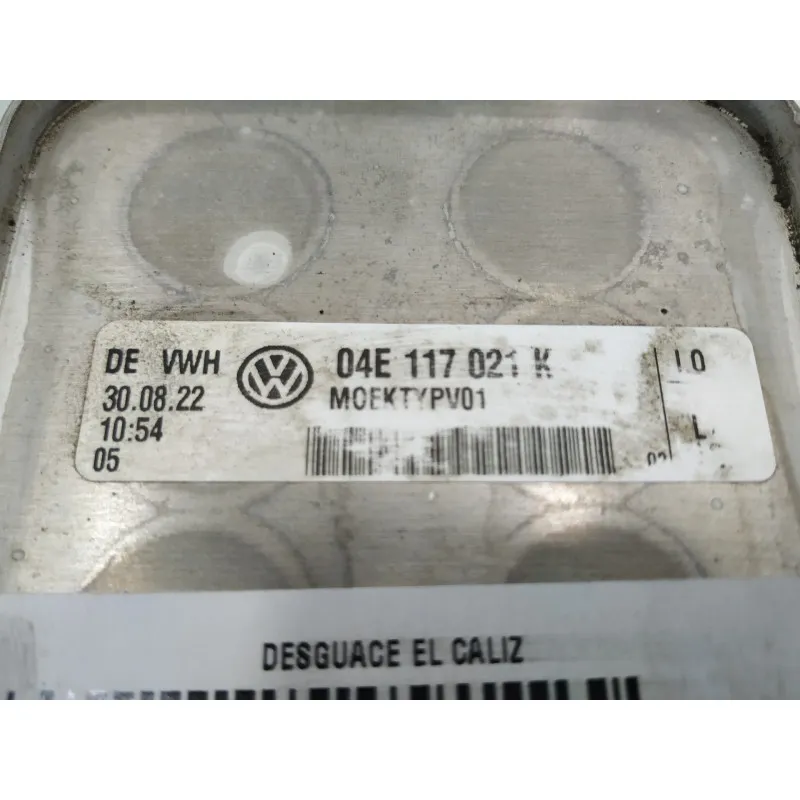 DE VWH
04E 117 021 K
30.08.22
MOEKTYPV01
10:54
05
L
DESGUACE EL CALIZ